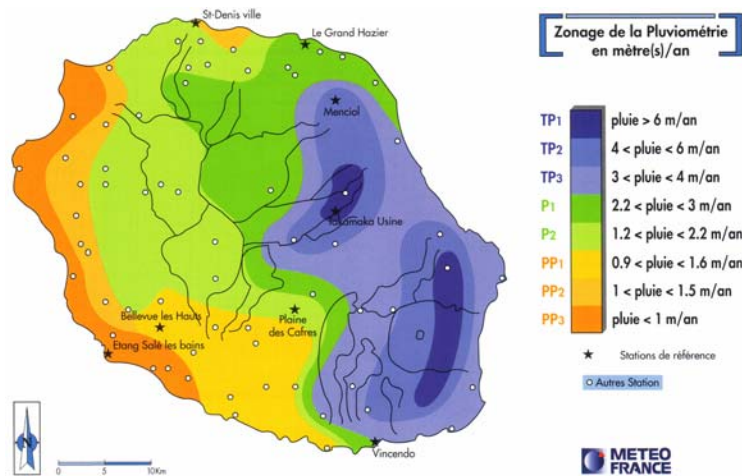 St-Denis ville
Le Grand Hazier
Menciol
Takamaka Usine
Bellevue les Hauts
Plaine
des Cafres
Etang Salé les bains
Vincendo
N
0 5 10Km
Zonage de la Pluviométrie
en mètre(s)/an
TP1 pluie > 6 m/an
TP2 4 < pluie < 6 m/an
TP3 3 < pluie < 4 m/an
P1 2.2 < pluie < 3 m/an
P2 1.2 < pluie < 2.2 m/an
PP1 0.9 < pluie < 1.6 m/an
PP2 1 < pluie < 1.5 m/an
PP3 pluie < 1 m/an
Stations de référence
Autres Station
METEO
FRANCE